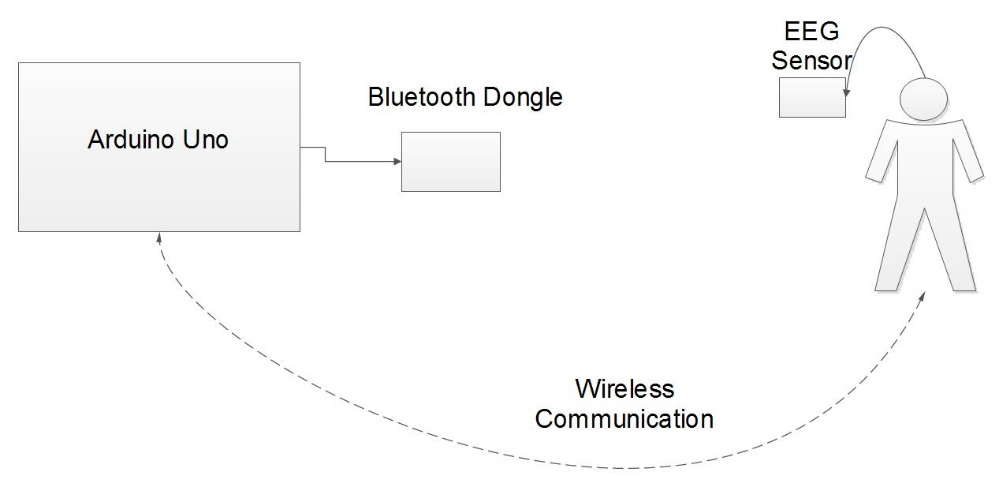 EEG
Sensor
Bluetooth Dongle
Arduino Uno
Wireless
Communication